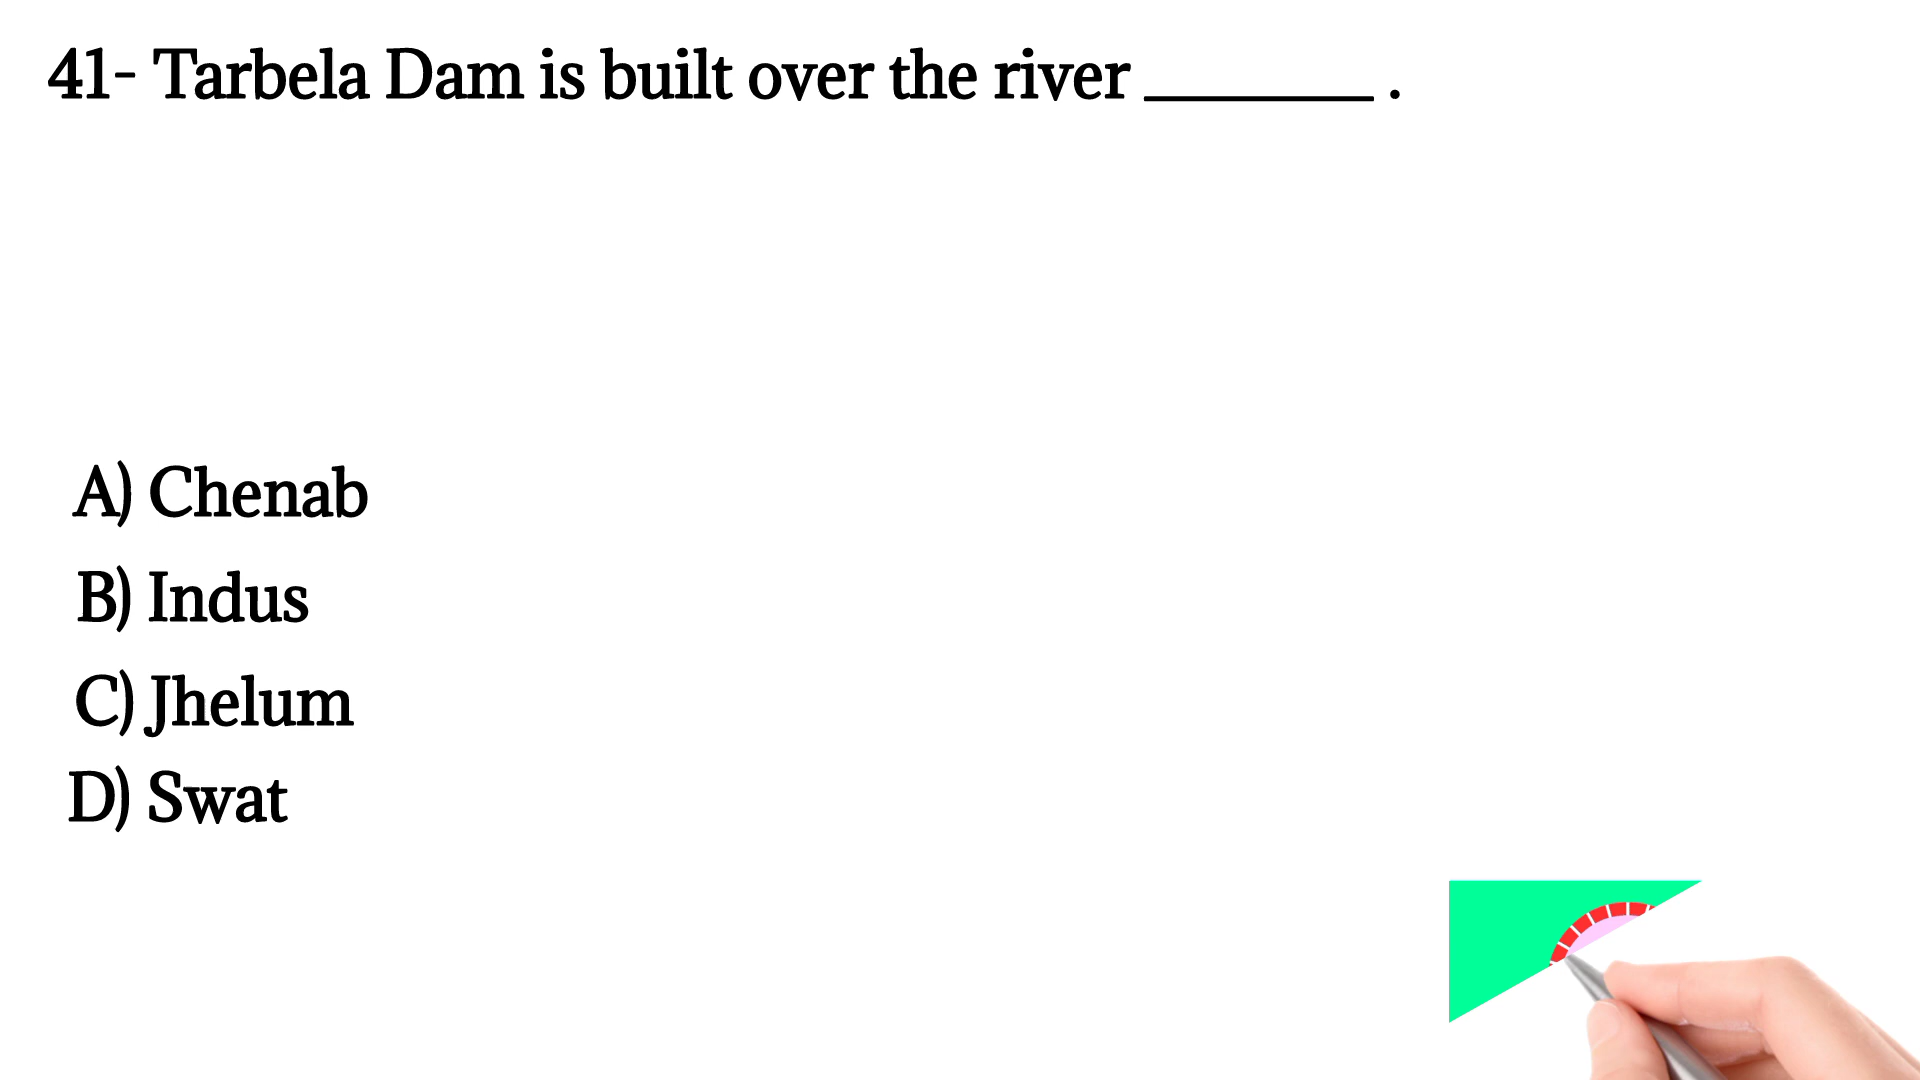 41- Tarbela Dam is built over the river ________ .
A) Chenab
B) Indus
C) Jhelum
D) Swat